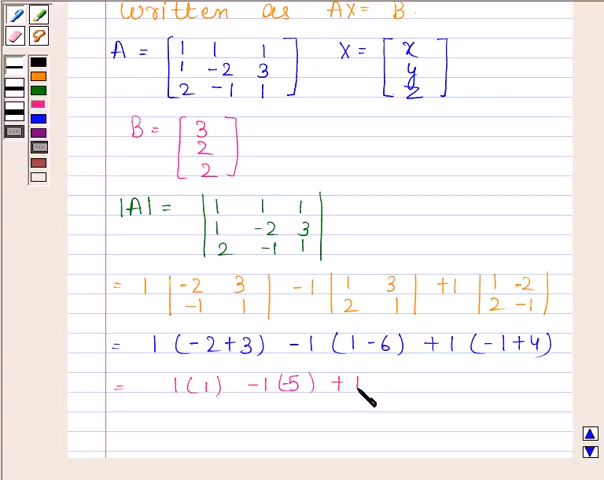 written as AX = B.
A = [ 1 1 1 X = [ x
1 -2 3 y
2 -1 1 ] z ]
B = [ 3
2
2 ]
|A| = | 1 1 1
1 -2 3
2 -1 1 |
= 1 | -2 3 | -1 | 1 3 | +1 | 1 -2 |
-1 1 2 1 2 -1
= 1 (-2+3) -1 (1-6) +1 (-1+4)
= 1(1) -1(-5) +1